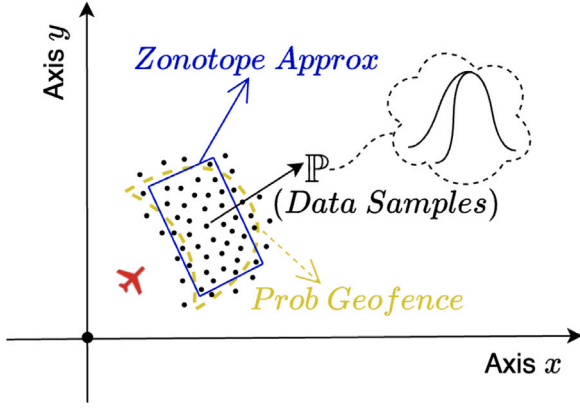 Axis y
Zonotope Approx
ℙ
(Data Samples)
Prob Geofence
Axis x